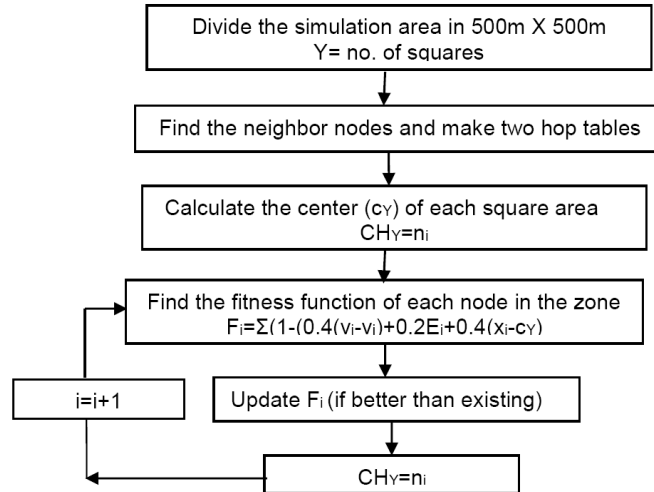 Divide the simulation area in 500m X 500m
Y= no. of squares
Find the neighbor nodes and make two hop tables
Calculate the center (cY) of each square area
CHY=ni
Find the fitness function of each node in the zone
Fi=Σ(1-(0.4(vi-vi)+0.2Ei+0.4(xi-cY)
i=i+1
Update Fi (if better than existing)
CHY=ni